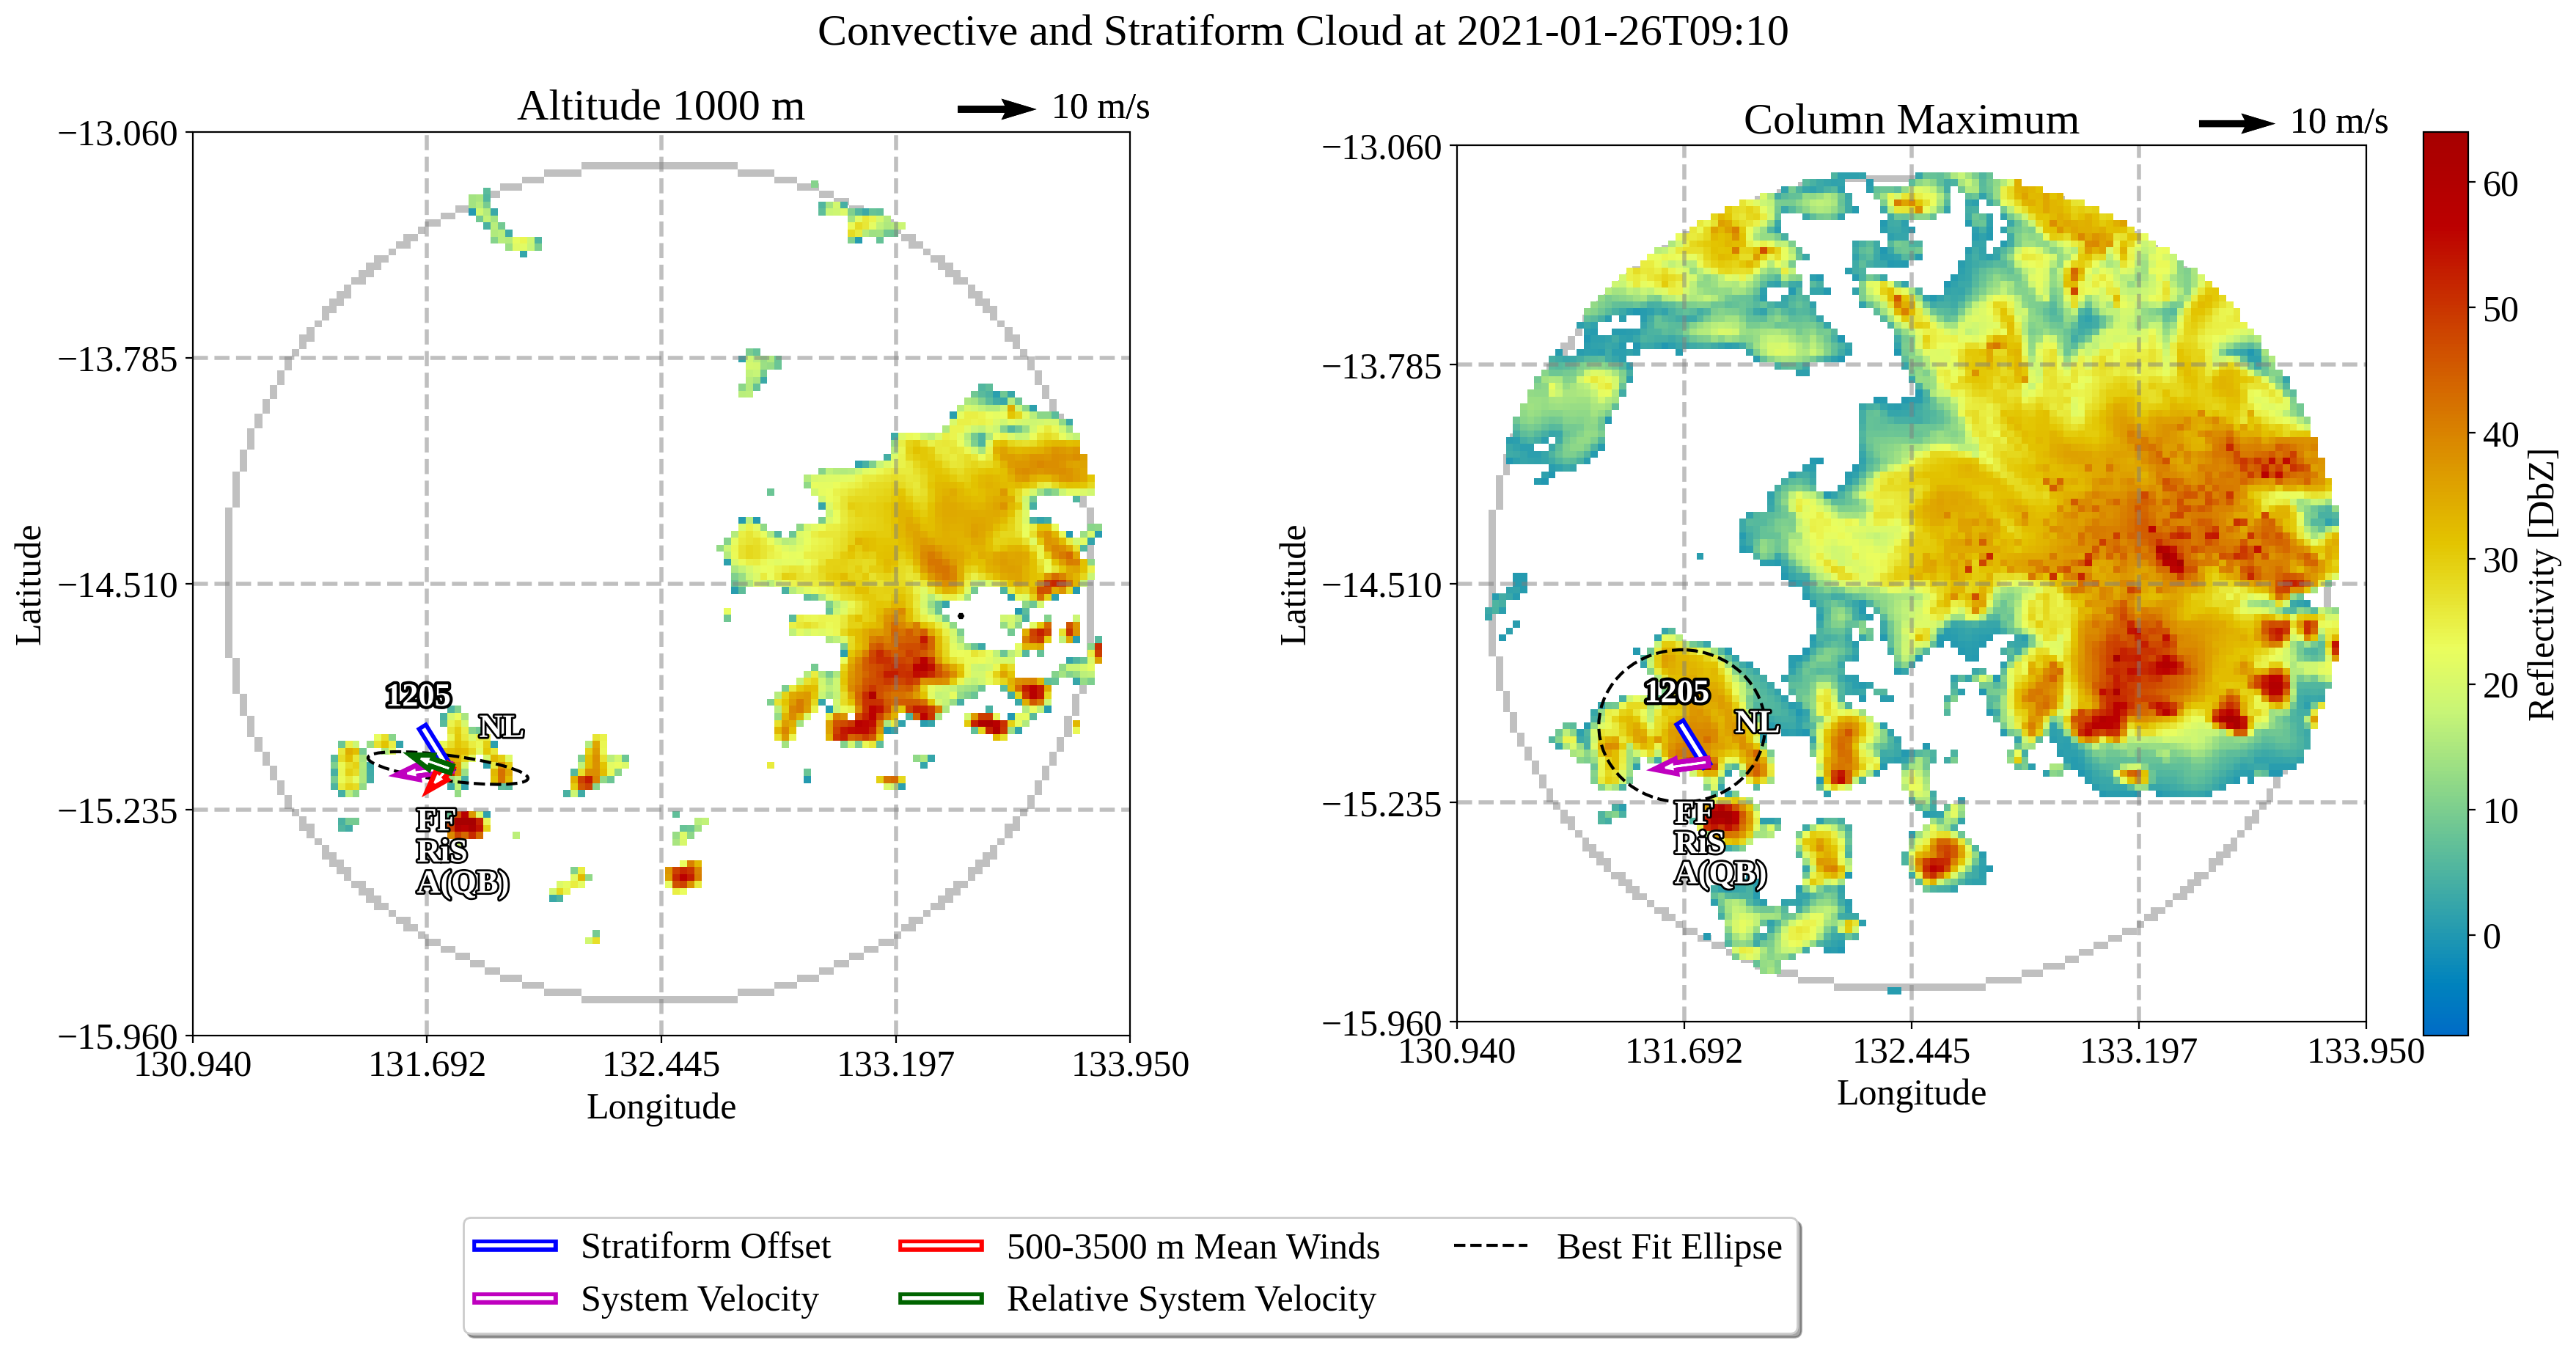 Convective and Stratiform Cloud at 2021-01-26T09:10
Altitude 1000 m
10 m/s
−13.060
−13.785
−14.510
−15.235
−15.960
Latitude
130.940
131.692
132.445
133.197
133.950
Longitude
1205
NL
FF
RiS
A(QB)
Column Maximum
10 m/s
−13.060
−13.785
−14.510
−15.235
−15.960
Latitude
130.940
131.692
132.445
133.197
133.950
Longitude
1205
NL
FF
RiS
A(QB)
60
50
40
30
20
10
0
Reflectivity [DbZ]
Stratiform Offset
System Velocity
500-3500 m Mean Winds
Relative System Velocity
Best Fit Ellipse